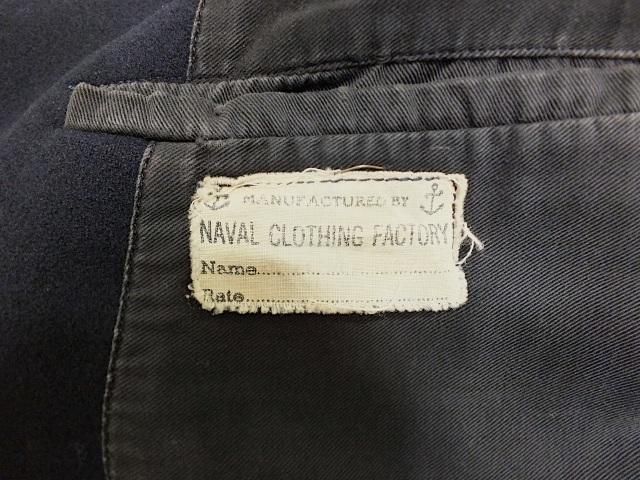 MANUFACTURED BY
NAVAL CLOTHING FACTORY
Name
Rate